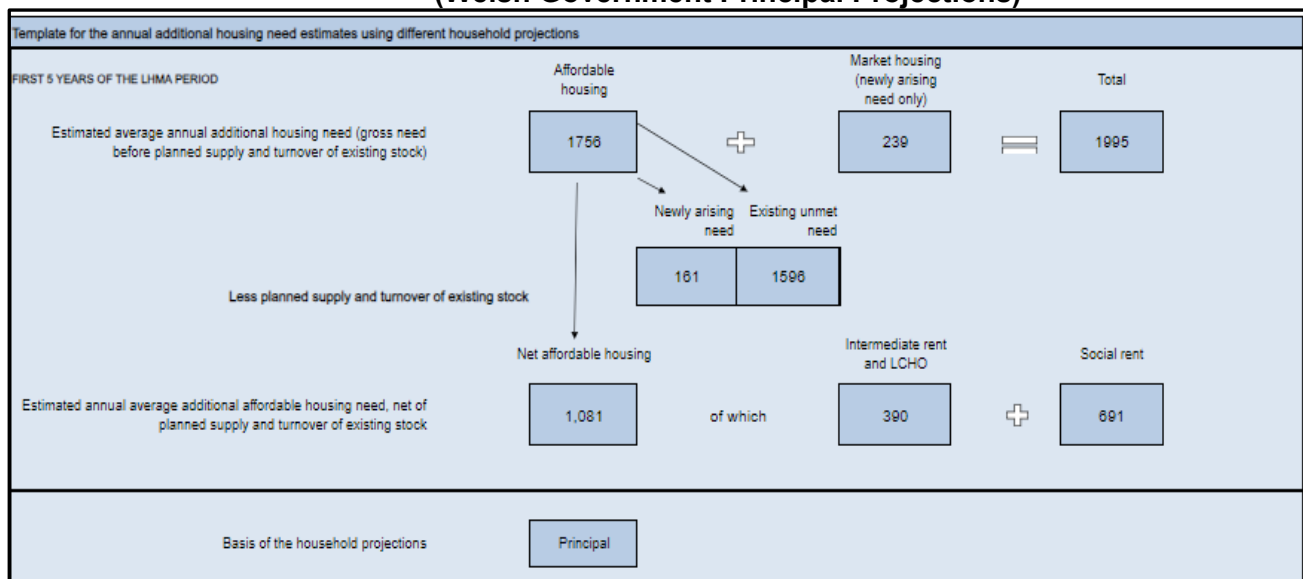 (Welsh Government Principal Projections)
Template for the annual additional housing need estimates using different household projections
FIRST 5 YEARS OF THE LHMA PERIOD
Affordable
housing
Market housing
(newly arising
need only)
Total
Estimated average annual additional housing need (gross need
before planned supply and turnover of existing stock)
1756
239
1995
Newly arising
need
Existing unmet
need
161
1596
Less planned supply and turnover of existing stock
Net affordable housing
Intermediate rent
and LCHO
Social rent
Estimated annual average additional affordable housing need, net of
planned supply and turnover of existing stock
1,081
of which
390
691
Basis of the household projections
Principal